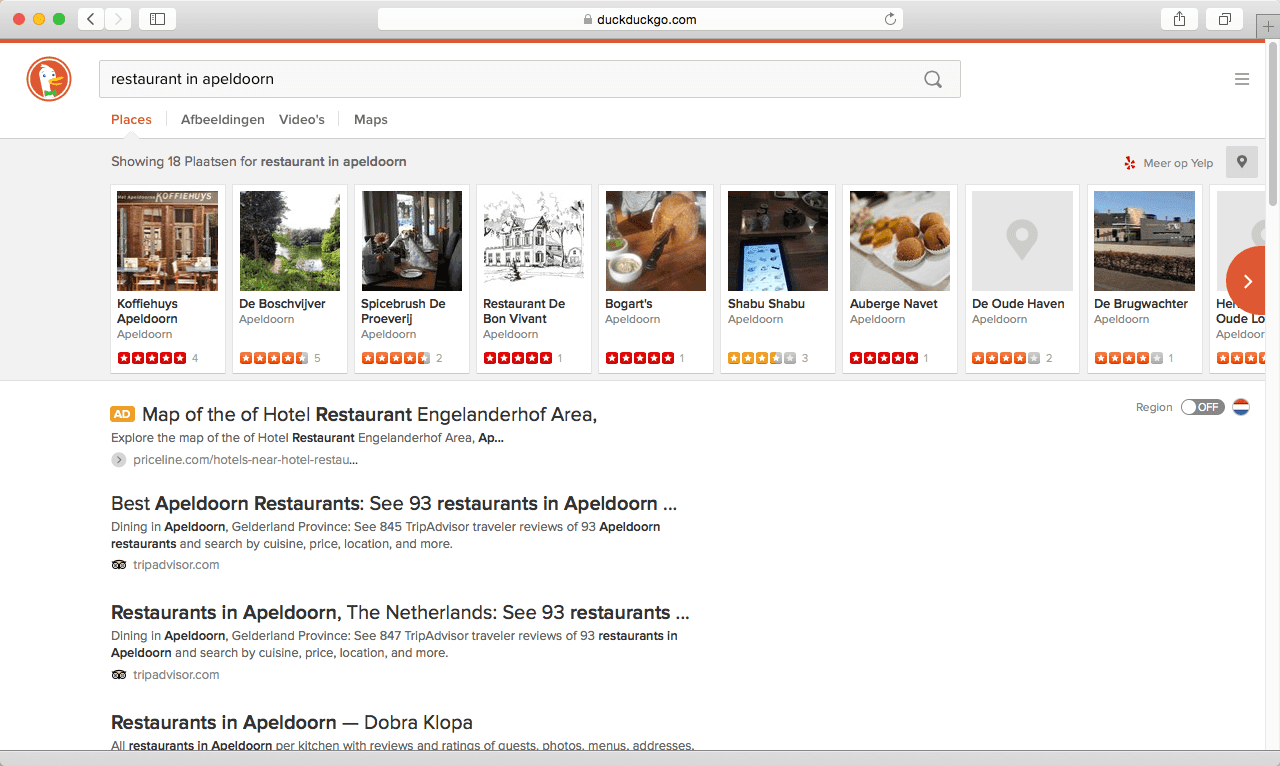 duckduckgo.com
restaurant in apeldoorn
Places Afbeeldingen Video's Maps
Showing 18 Plaatsen for restaurant in apeldoorn
Meer op Yelp
KOFFIEHUYS
Koffiehuys
Apeldoorn
Apeldoorn
4
De Boschvijver
Apeldoorn
5
Spicebrush De
Proeverij
Apeldoorn
2
Restaurant De
Bon Vivant
Apeldoorn
1
Bogart's
Apeldoorn
1
Shabu Shabu
Apeldoorn
3
Auberge Navet
Apeldoorn
1
De Oude Haven
Apeldoorn
2
De Brugwachter
Apeldoorn
1
Oude Lo
Apeldoor
AD Map of the of Hotel Restaurant Engelanderhof Area,
Explore the map of the of Hotel Restaurant Engelanderhof Area, Ap...
priceline.com/hotels-near-hotel-restau...
Region OFF
Best Apeldoorn Restaurants: See 93 restaurants in Apeldoorn ...
Dining in Apeldoorn, Gelderland Province: See 845 TripAdvisor traveler reviews of 93 Apeldoorn
restaurants and search by cuisine, price, location, and more.
tripadvisor.com
Restaurants in Apeldoorn, The Netherlands: See 93 restaurants ...
Dining in Apeldoorn, Gelderland Province: See 847 TripAdvisor traveler reviews of 93 restaurants in
Apeldoorn and search by cuisine, price, location, and more.
tripadvisor.com
Restaurants in Apeldoorn — Dobra Klopa
All restaurants in Apeldoorn per kitchen with reviews and ratings of guests, photos, menus, addresses,